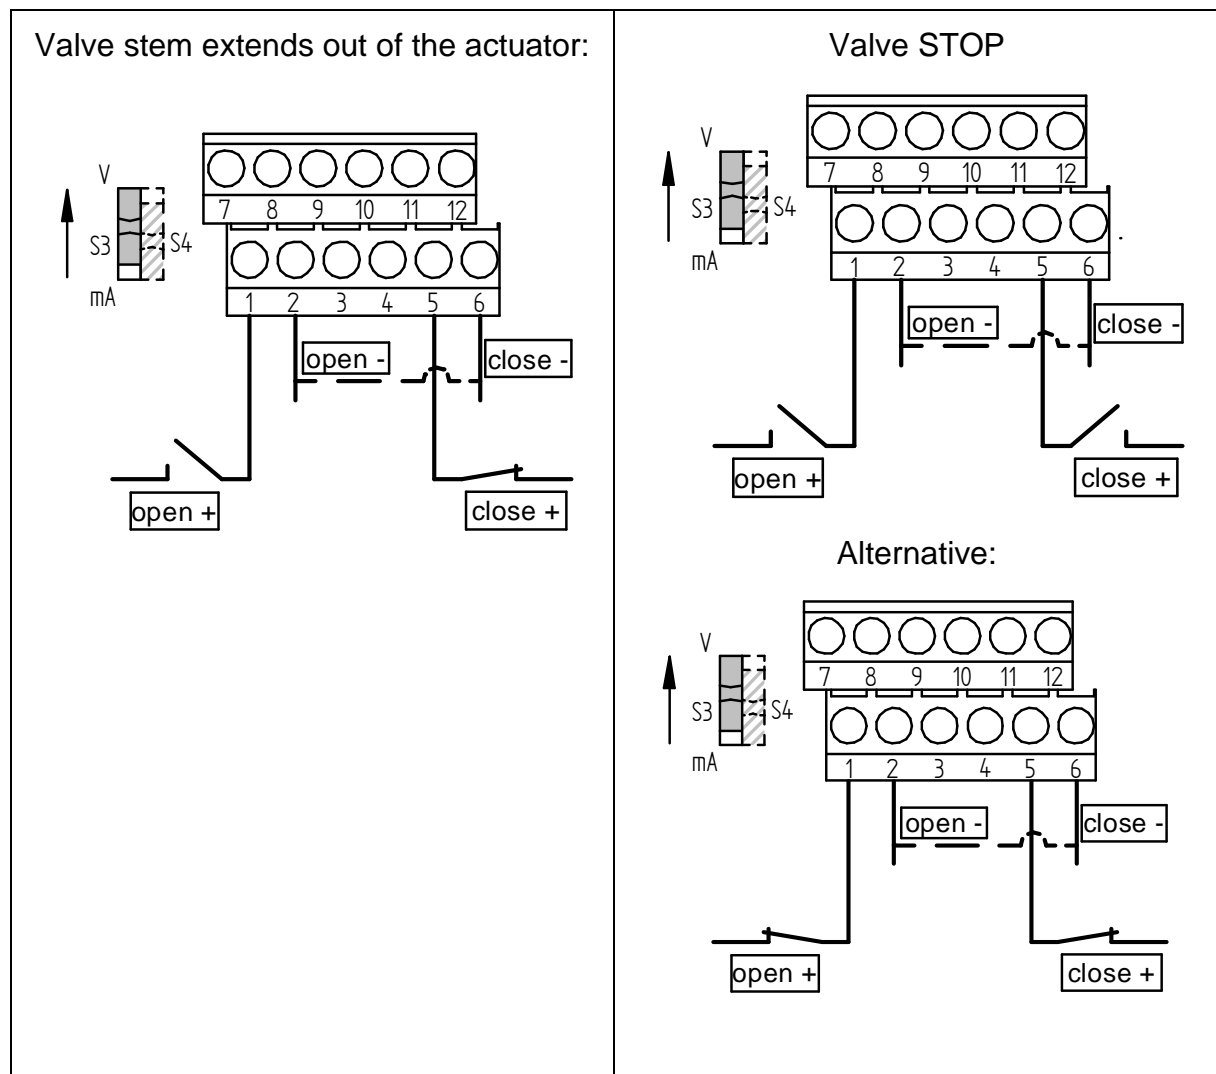 Valve stem extends out of the actuator:
V
S3
S4
mA
7 8 9 10 11 12
1 2 3 4 5 6
open -
close -
open +
close +
Valve STOP
V
S3
S4
mA
7 8 9 10 11 12
1 2 3 4 5 6
open -
close -
open +
close +
Alternative:
V
S3
S4
mA
7 8 9 10 11 12
1 2 3 4 5 6
open -
close -
open +
close +